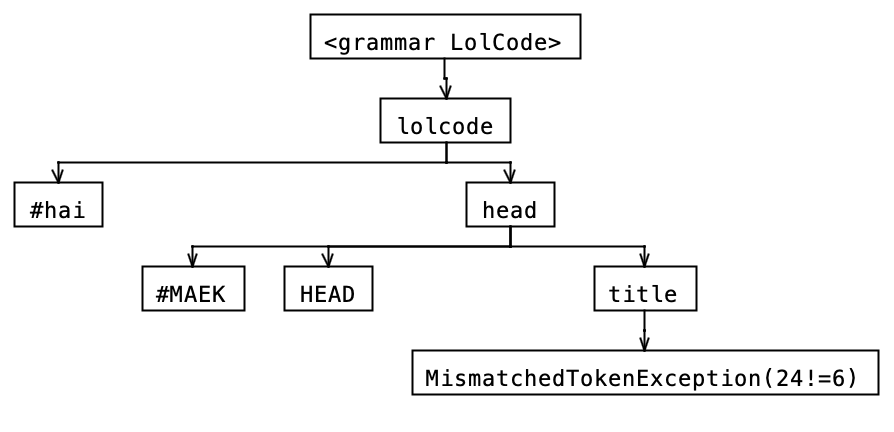 <grammar LolCode>
lolcode
#hai
head
#MAEK
HEAD
title
MismatchedTokenException(24!=6)